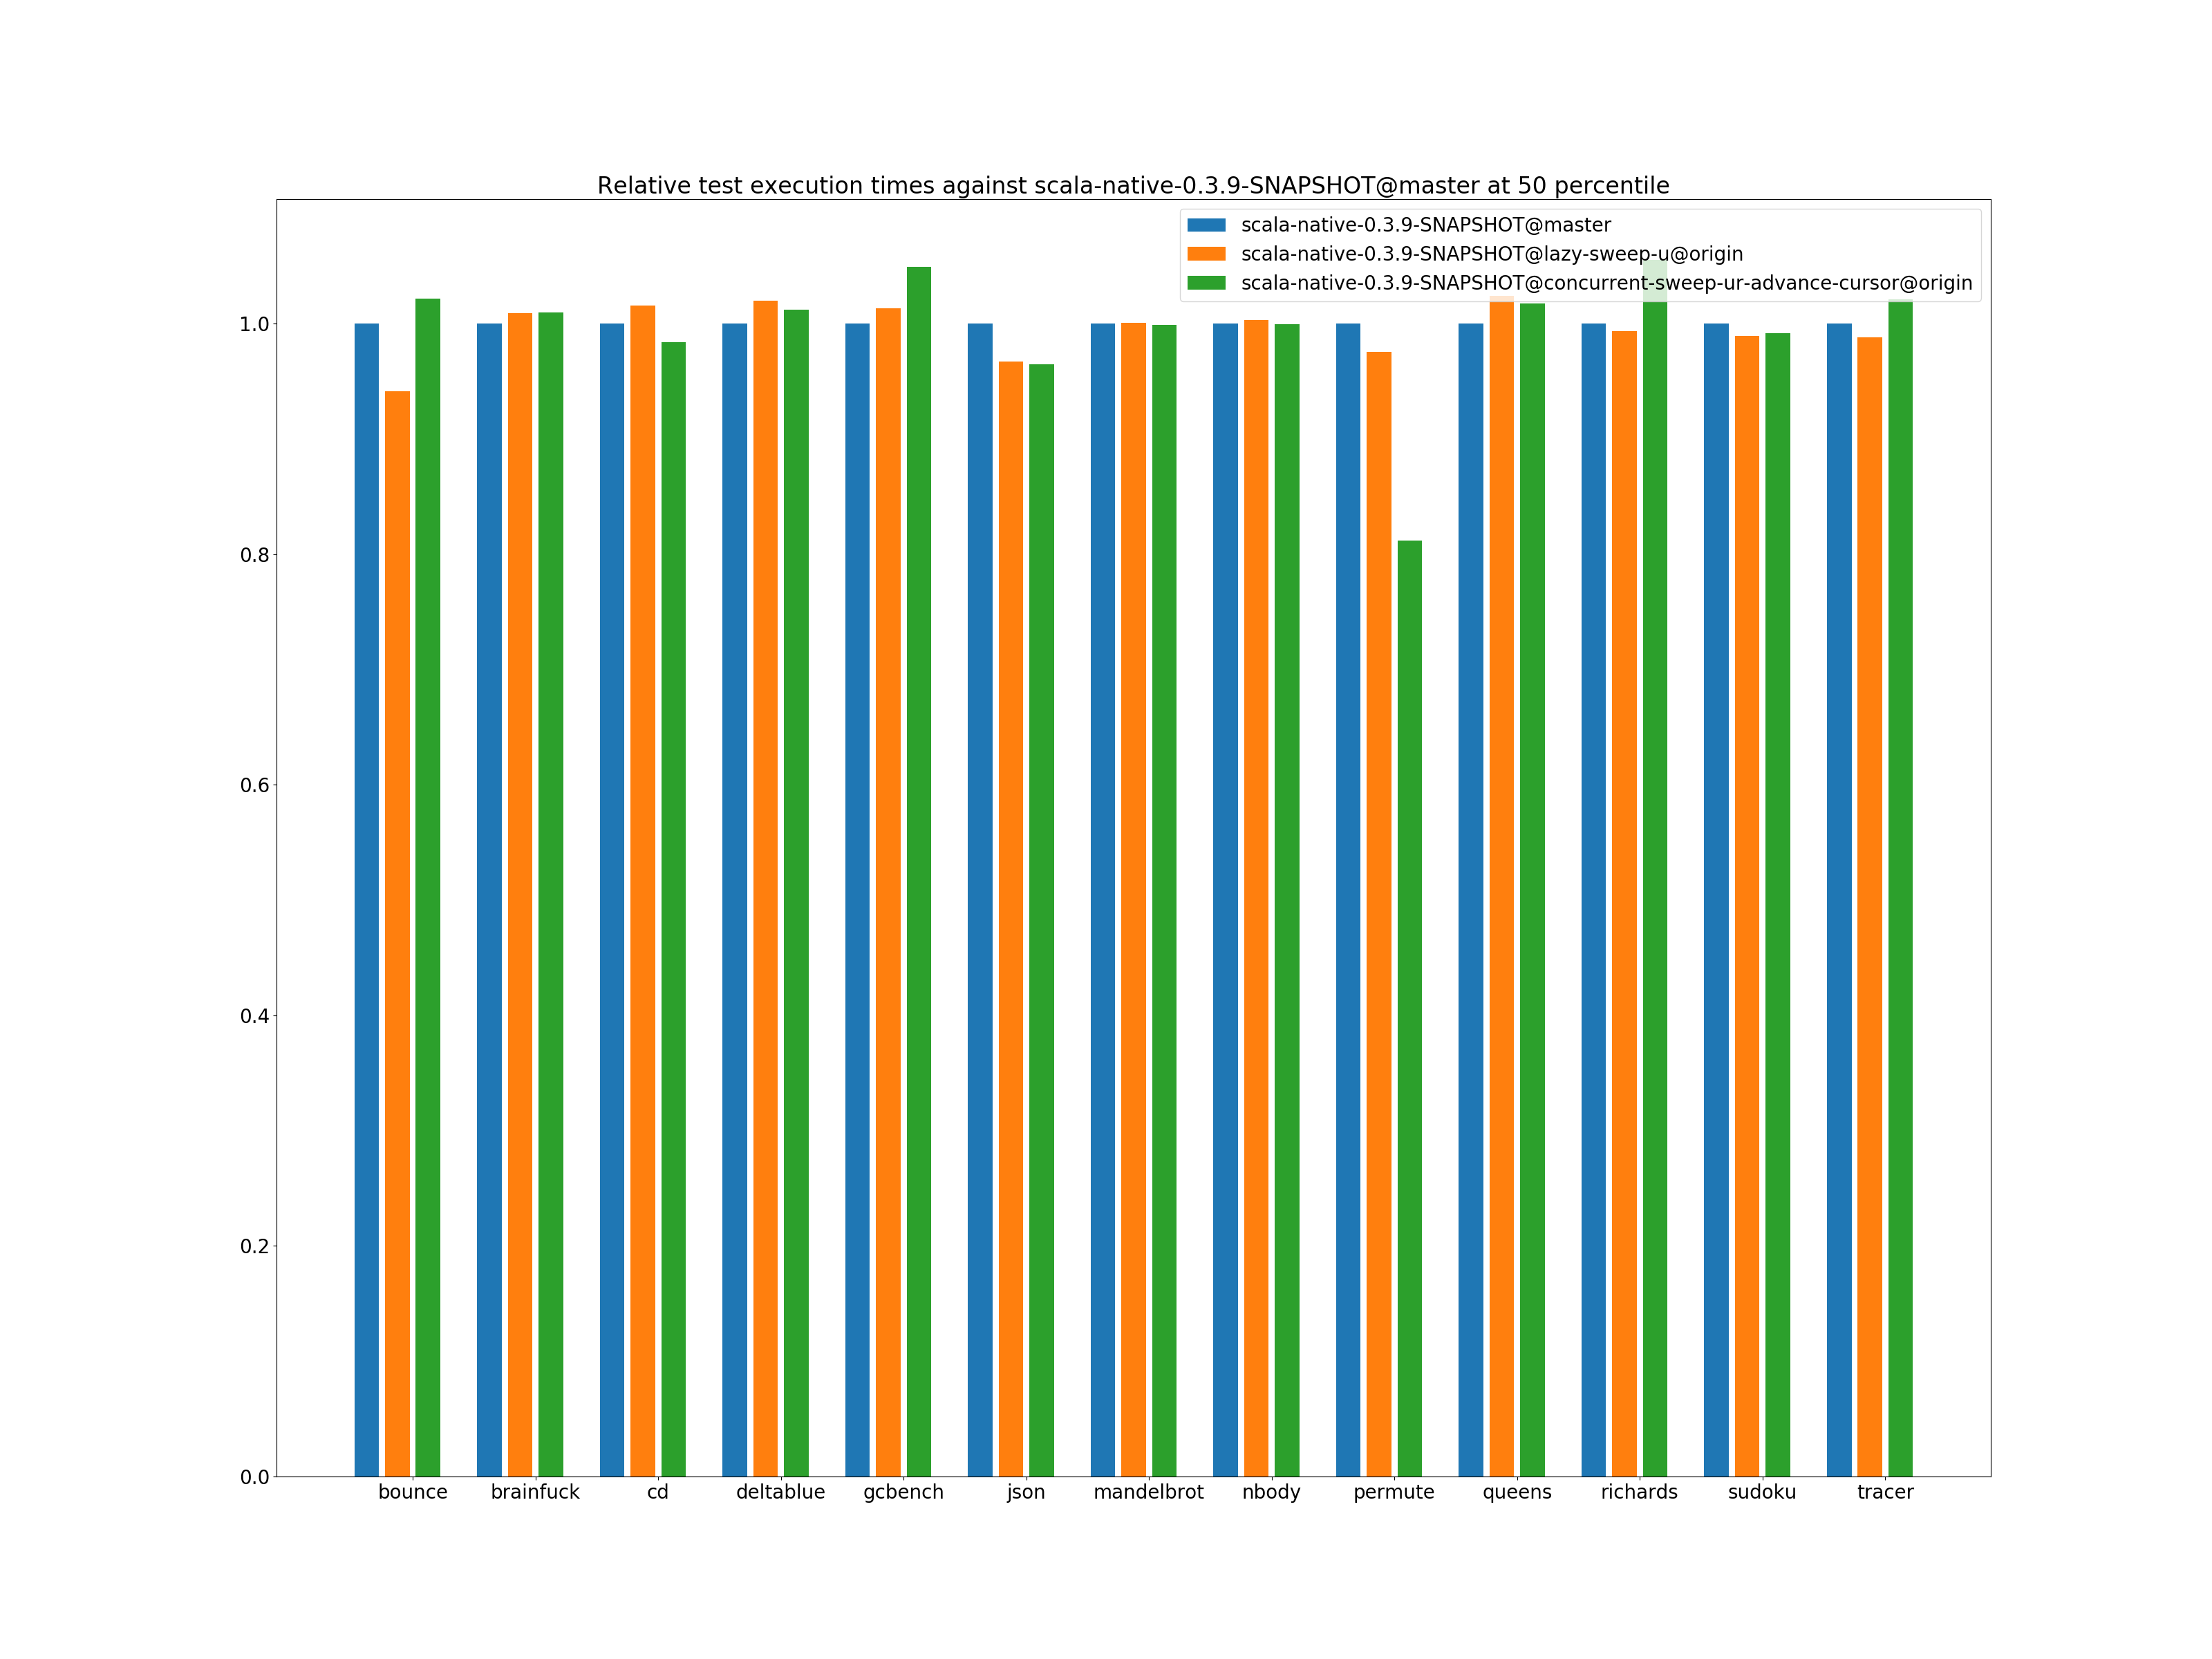 Relative test execution times against scala-native-0.3.9-SNAPSHOT@master at 50 percentile
scala-native-0.3.9-SNAPSHOT@master
scala-native-0.3.9-SNAPSHOT@lazy-sweep-u@origin
scala-native-0.3.9-SNAPSHOT@concurrent-sweep-ur-advance-cursor@origin
1.0
0.8
0.6
0.4
0.2
0.0
bounce brainfuck cd deltablue gcbench json mandelbrot nbody permute queens richards sudoku tracer